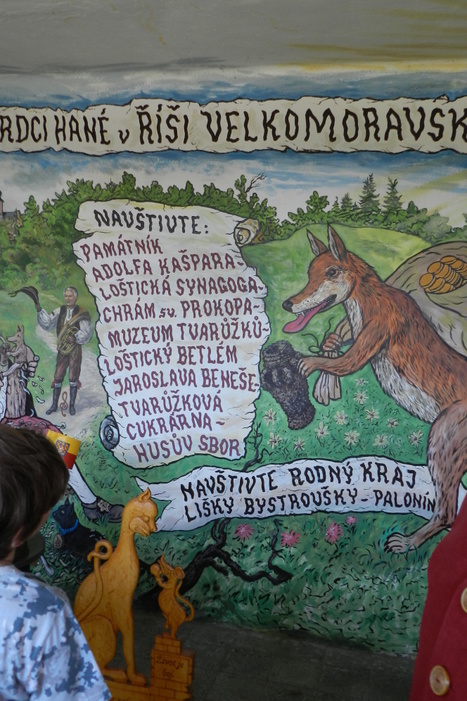 RDCI HANÉ v ŘÍŠI VELKOMORAVSK
NAVŠTIVTE:
PAMÁTNÍK
ADOLFA KAŠPARA-
LOŠTICKÁ SYNAGOGA-
CHRÁM sv. PROKOPA-
MUZEUM TVARŮŽKŮ-
LOŠTICKÝ BETLÉM
JAROSLAVA BENEŠE-
TVARŮŽKOVÁ
CUKRÁRNA-
HUSŮV SBOR
NAVŠTIVTE RODNÝ KRAJ
LIŠKY BYSTROUŠKY-PALONÍN